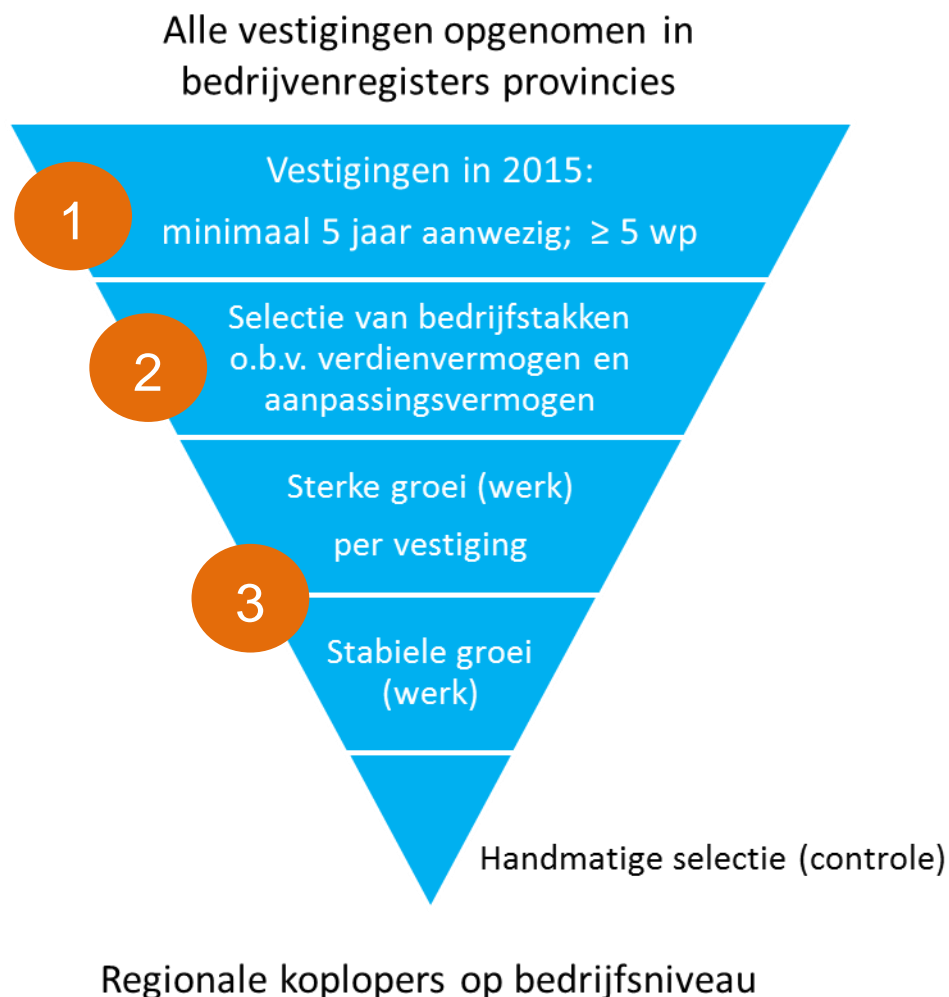 Alle vestigingen opgenomen in
bedrijvenregisters provincies
1
Vestigingen in 2015:
minimaal 5 jaar aanwezig; ≥ 5 wp
2
Selectie van bedrijfstakken
o.b.v. verdienvermogen en
aanpassingsvermogen
Sterke groei (werk)
per vestiging
3
Stabiele groei
(werk)
Handmatige selectie (controle)
Regionale koplopers op bedrijfsniveau